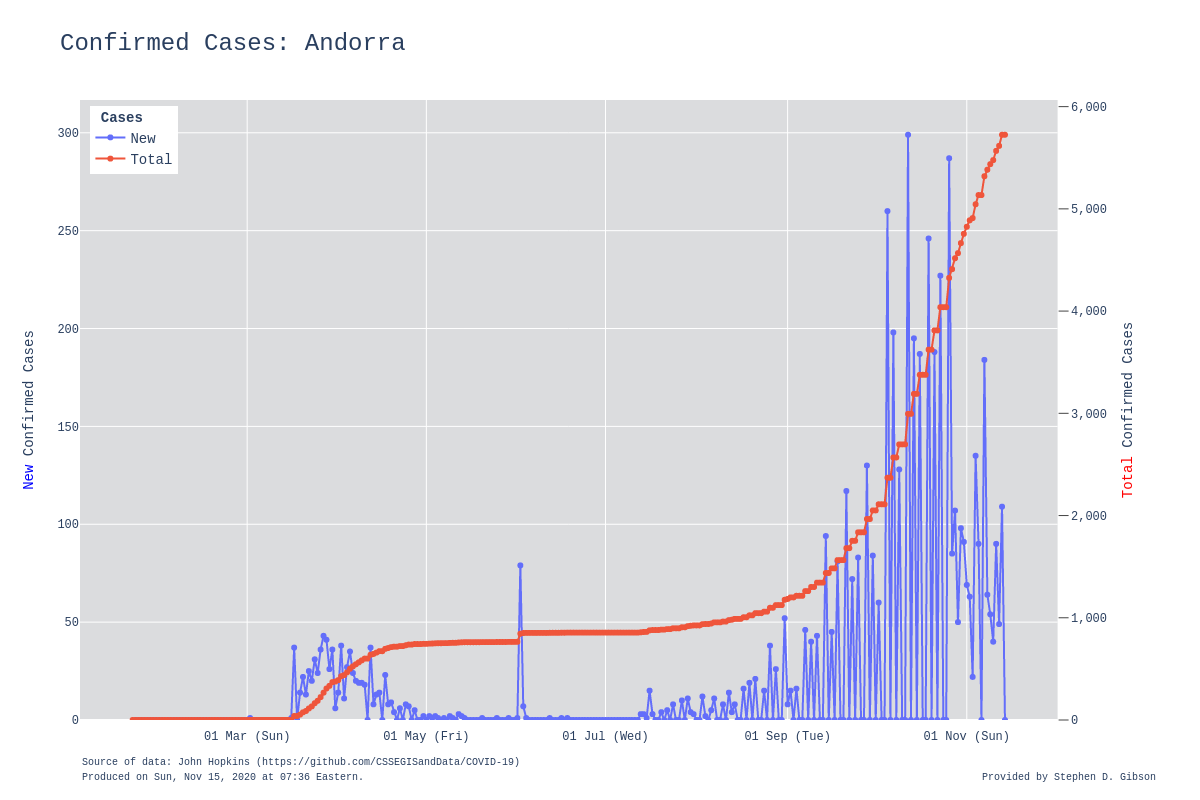 Confirmed Cases: Andorra
Cases
New
Total
300
250
200
150
100
50
0
6,000
5,000
4,000
3,000
2,000
1,000
0
New Confirmed Cases
Total Confirmed Cases
01 Mar (Sun)
01 May (Fri)
01 Jul (Wed)
01 Sep (Tue)
01 Nov (Sun)
Source of data: John Hopkins (https://github.com/CSSEGISandData/COVID-19)
Produced on Sun, Nov 15, 2020 at 07:36 Eastern.
Provided by Stephen D. Gibson